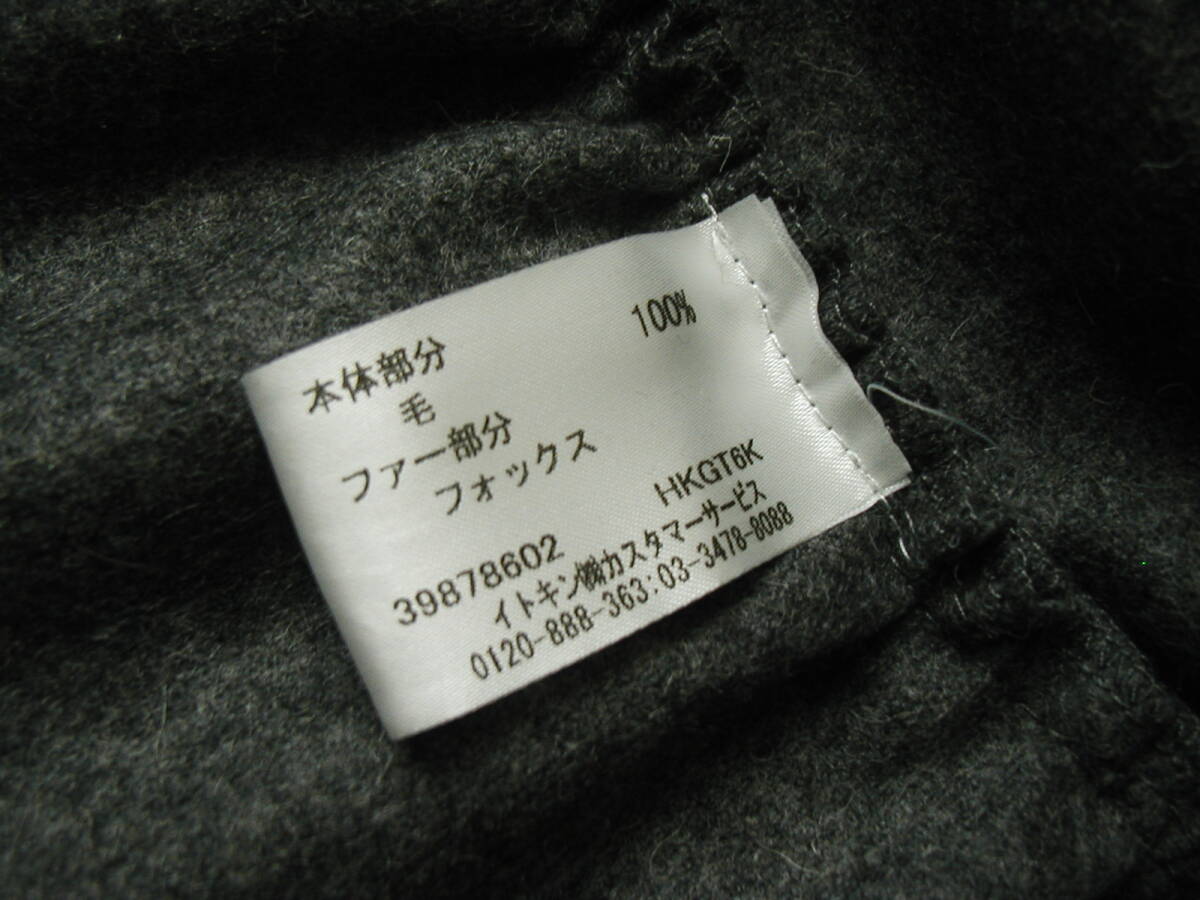 本体部分
毛 100%
ファー部分
フォックス
39878602 HKGT6K
イトキン㈱カスタマーサービス
0120-888-363:03-3478-8088